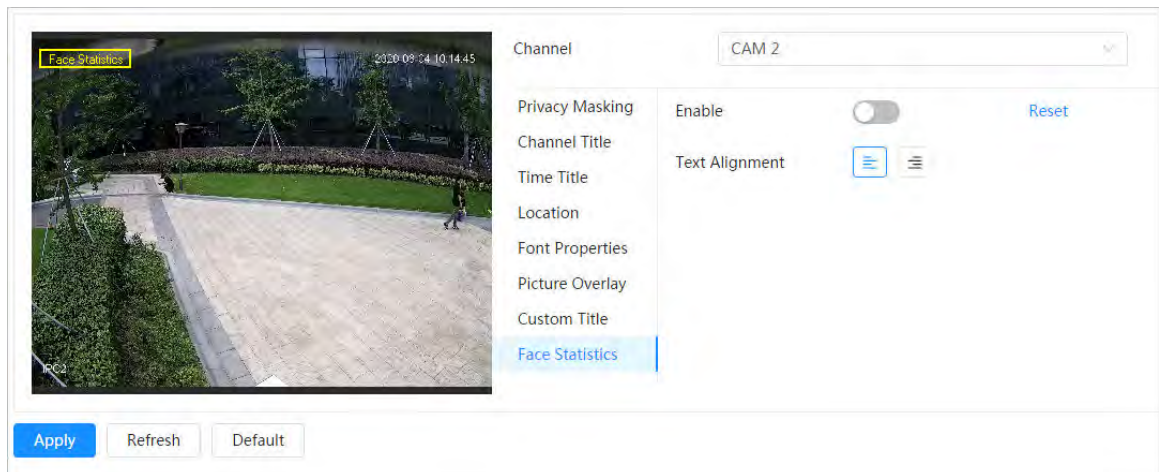 Face Statistics
2020-09-04 10:14:45
IPC2
Channel
CAM 2
Privacy Masking
Channel Title
Time Title
Location
Font Properties
Picture Overlay
Custom Title
Face Statistics
Enable
Reset
Text Alignment
Apply
Refresh
Default